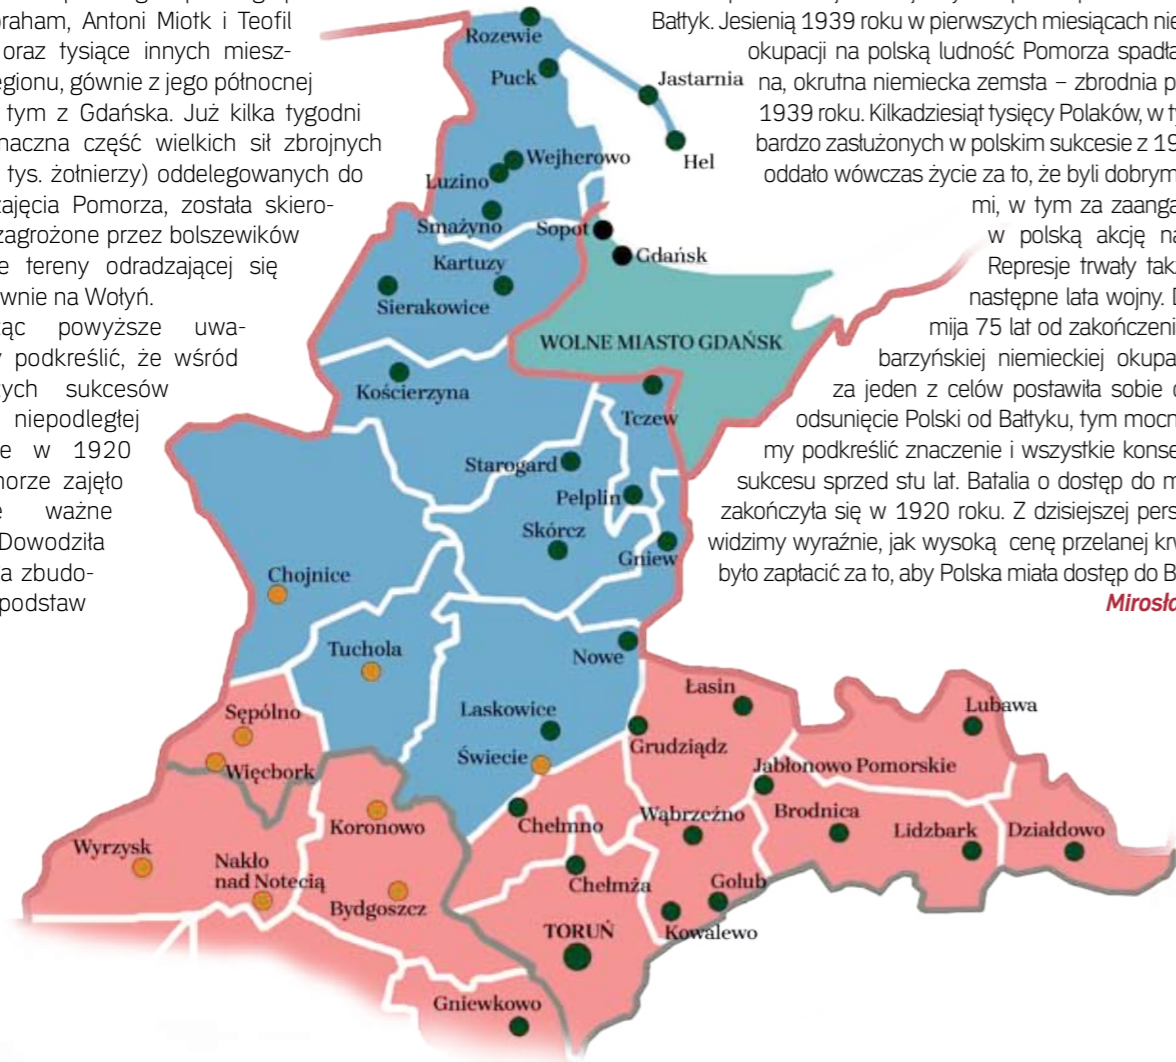 braham, Antoni Miotk i Teofil
oraz tysiące innych miesz-
egionu, gównie z jego północnej
tym z Gdańska. Już kilka tygodni
naczna część wielkich sił zbrojnych
tys. żołnierzy) oddelegowanych do
ajęcia Pomorza, została skiero-
zagrożone przez bolszewików
e tereny odradzającej się
wnie na Wołyń.
ąc powyższe uwa-
y podkreślić, że wśród
ych sukcesów
niepodległej
e w 1920
norze zajęło
e ważne
Dowodziła
a zbudo-
podstaw
Bałtyk. Jesienią 1939 roku w pierwszych miesiącach nie
okupacji na polską ludność Pomorza spadła
na, okrutna niemiecka zemsta – zbrodnia p
1939 roku. Kilkadziesiąt tysięcy Polaków, w ty
bardzo zasłużonych w polskim sukcesie z 19
oddało wówczas życie za to, że byli dobrym
mi, w tym za zaanga
w polską akcję na
Represje trwały tak
następne lata wojny. D
mija 75 lat od zakończeni
barzyńskiej niemieckiej okupa
za jeden z celów postawiła sobie c
odsunięcie Polski od Bałtyku, tym mocn
my podkreślić znaczenie i wszystkie konse
sukcesu sprzed stu lat. Batalia o dostęp do m
zakończyła się w 1920 roku. Z dzisiejszej pers
widzimy wyraźnie, jak wysoką cenę przelanej krw
było zapłacić za to, aby Polska miała dostęp do B
Mirosła
Rozewie
Puck
Jastarnia
Hel
Wejherowo
Luzino
Smażyno
Sopot
Gdańsk
Kartuzy
Sierakowice
WOLNE MIASTO GDAŃSK
Kościerzyna
Tczew
Starogard
Pelplin
Skórcz
Gniew
Chojnice
Tuchola
Nowe
Łasin
Sępólno
Laskowice
Lubawa
Grudziądz
Świecie
Więcbork
Jabłonowo Pomorskie
Koronowo
Chełmno
Wąbrzeźno
Brodnica
Lidzbark
Działdowo
Wyrzysk
Nakło
nad Notecią
Chełmża
Golub
Bydgoszcz
TORUŃ
Kowalewo
Gniewkowo